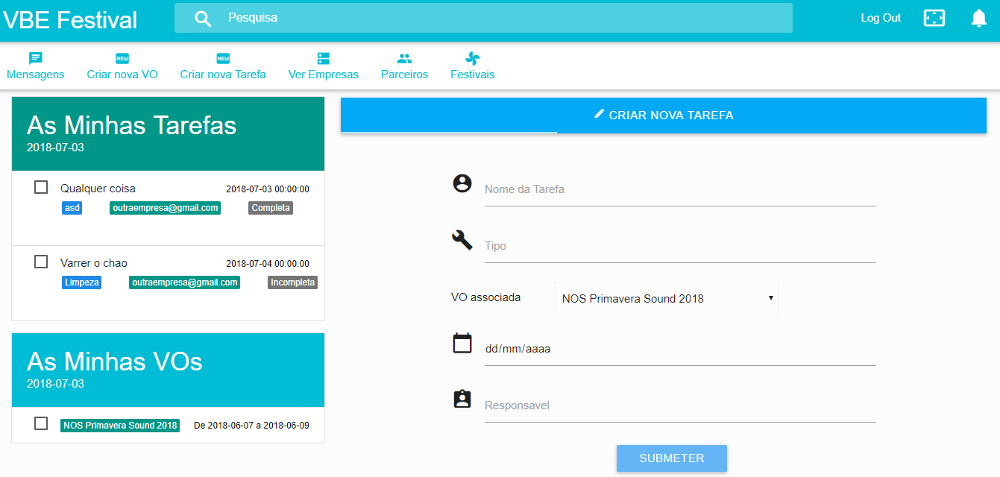 VBE Festival
Pesquisa
Log Out
Mensagens
NEW
Criar nova VO
NEW
Criar nova Tarefa
Ver Empresas
Parceiros
Festivais
As Minhas Tarefas
2018-07-03
Qualquer coisa 2018-07-03 00:00:00
asd outraempresa@gmail.com Completa
Varrer o chao 2018-07-04 00:00:00
Limpeza outraempresa@gmail.com Incompleta
As Minhas VOs
2018-07-03
NOS Primavera Sound 2018 De 2018-06-07 a 2018-06-09
CRIAR NOVA TAREFA
Nome da Tarefa
Tipo
VO associada NOS Primavera Sound 2018
dd/mm/aaaa
Responsavel
SUBMETER